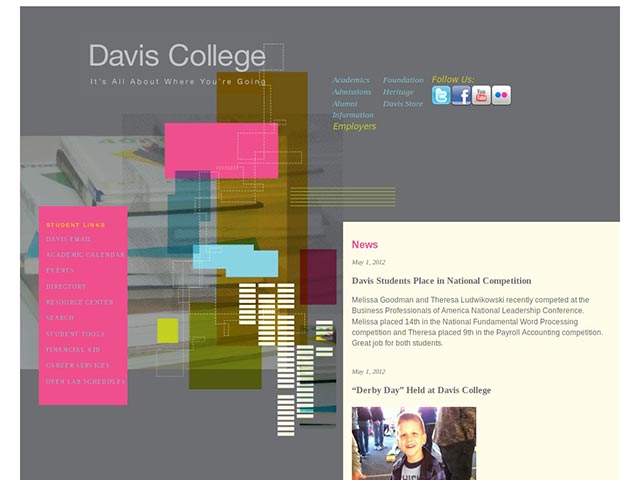 Davis College
It's All About Where You're Going
Academics
Admissions
Alumni
Information
Employers
Foundation
Heritage
Davis Store
Follow Us:
You
Tube
STUDENT LINKS
DAVIS EMAIL
ACADEMIC CALENDAR
EVENTS
DIRECTORY
RESOURCE CENTER
SEARCH
STUDENT TOOLS
FINANCIAL AID
CAREER SERVICES
OPEN LAB SCHEDULES
News
May 1, 2012
Davis Students Place in National Competition
Melissa Goodman and Theresa Ludwikowski recently competed at the
Business Professionals of America National Leadership Conference.
Melissa placed 14th in the National Fundamental Word Processing
competition and Theresa placed 9th in the Payroll Accounting competition.
Great job for both students.
May 1, 2012
“Derby Day” Held at Davis College